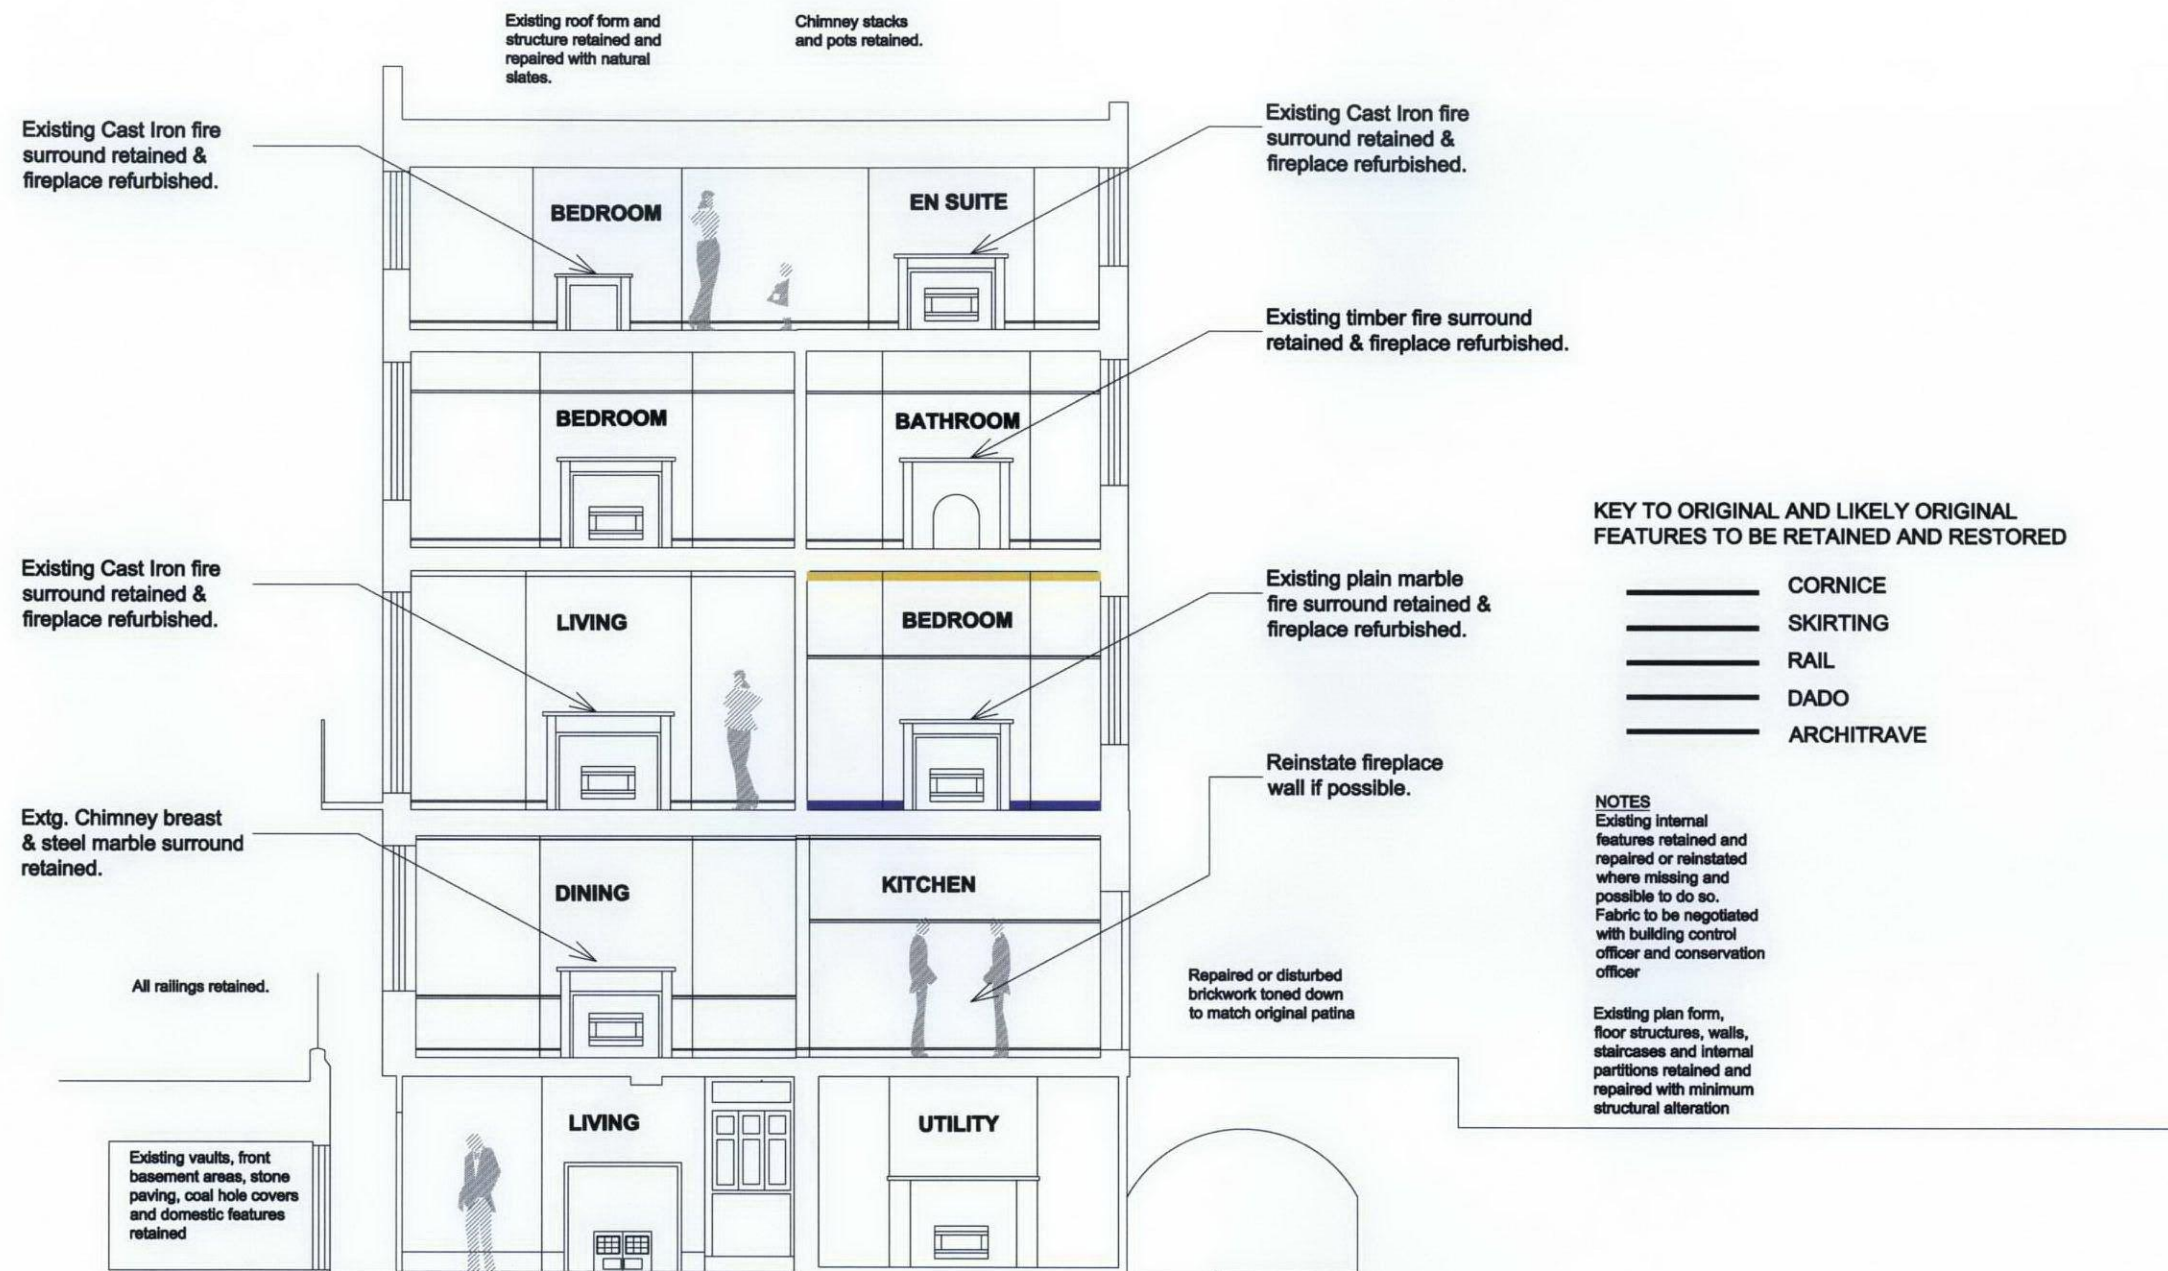 Existing roof form and
structure retained and
repaired with natural
slates.
Chimney stacks
and pots retained.
Existing Cast Iron fire
surround retained &
fireplace refurbished.
Existing Cast Iron fire
surround retained &
fireplace refurbished.
BEDROOM
EN SUITE
Existing timber fire surround
retained & fireplace refurbished.
BEDROOM
BATHROOM
KEY TO ORIGINAL AND LIKELY ORIGINAL
FEATURES TO BE RETAINED AND RESTORED
CORNICE
SKIRTING
RAIL
DADO
ARCHITRAVE
Existing Cast Iron fire
surround retained &
fireplace refurbished.
LIVING
BEDROOM
Existing plain marble
fire surround retained &
fireplace refurbished.
Reinstate fireplace
wall if possible.
Extg. Chimney breast
& steel marble surround
retained.
DINING
KITCHEN
NOTES
Existing internal
features retained and
repaired or reinstated
where missing and
possible to do so.
Fabric to be negotiated
with building control
officer and conservation
officer
Existing plan form,
floor structures, walls,
staircases and internal
partitions retained and
repaired with minimum
structural alteration
All railings retained.
Repaired or disturbed
brickwork toned down
to match original patina
LIVING
UTILITY
Existing vaults, front
basement areas, stone
paving, coal hole covers
and domestic features
retained